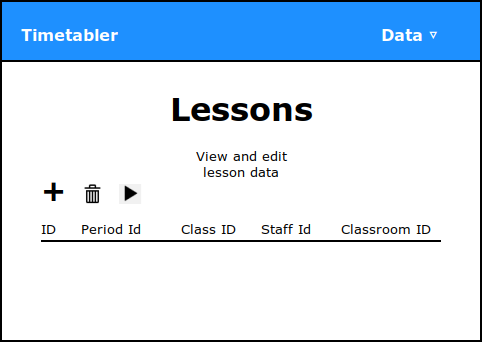 Timetabler
Data ▿
Lessons
View and edit
lesson data
ID Period Id Class ID Staff Id Classroom ID